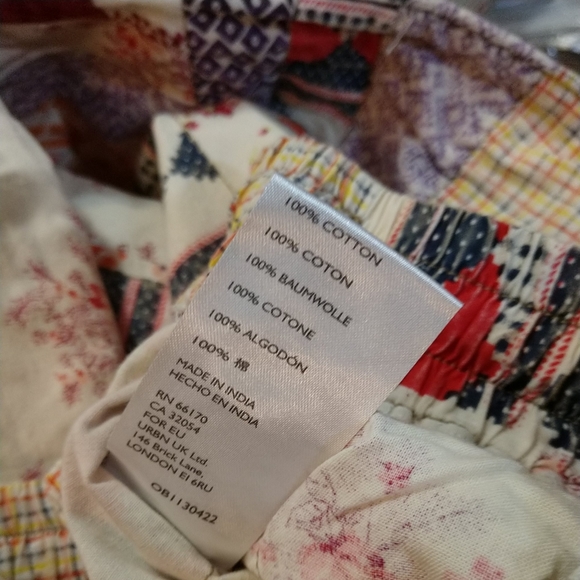 100% COTTON
100% COTON
100% BAUMWOLLE
100% COTONE
100% ALGODÓN
100% 棉
MADE IN INDIA
HECHO EN INDIA
RN 66170
CA 32054
FOR EU
URBN UK Ltd.
146 Brick Lane,
LONDON E1 6RU
OB1130422